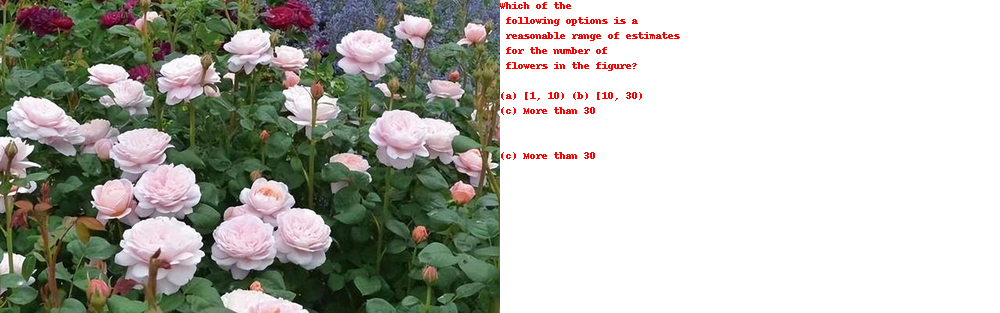 Which of the
following options is a
reasonable range of estimates
for the number of
flowers in the figure?
(a) [1, 10) (b) [10, 30)
(c) More than 30
(c) More than 30